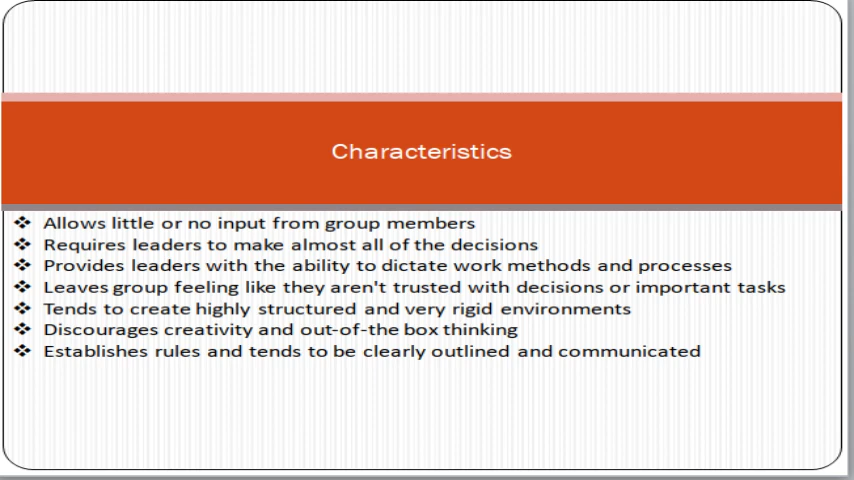 Characteristics
❖ Allows little or no input from group members
❖ Requires leaders to make almost all of the decisions
❖ Provides leaders with the ability to dictate work methods and processes
❖ Leaves group feeling like they aren't trusted with decisions or important tasks
❖ Tends to create highly structured and very rigid environments
❖ Discourages creativity and out-of-the box thinking
❖ Establishes rules and tends to be clearly outlined and communicated